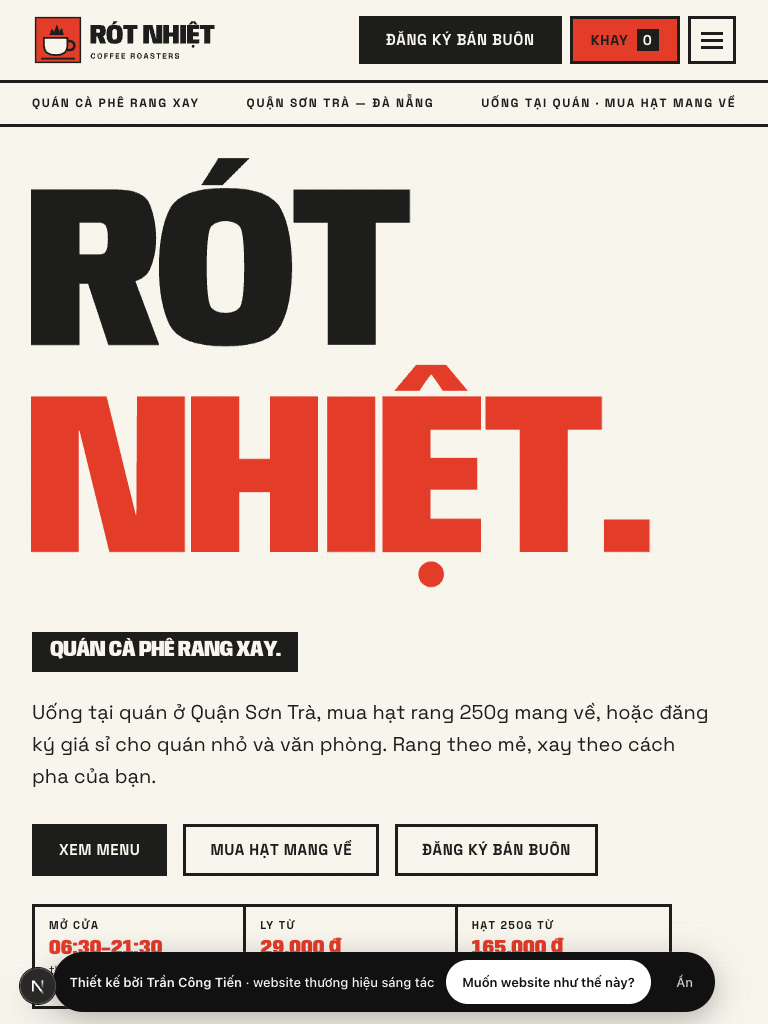 RÓT NHIỆT
COFFEE ROASTERS
ĐĂNG KÝ BÁN BUÔN
KHAY 0
QUÁN CÀ PHÊ RANG XAY
QUẬN SƠN TRÀ — ĐÀ NẴNG
UỐNG TẠI QUÁN · MUA HẠT MANG VỀ
RÓT
NHIỆT.
QUÁN CÀ PHÊ RANG XAY.
Uống tại quán ở Quận Sơn Trà, mua hạt rang 250g mang về, hoặc đăng
ký giá sỉ cho quán nhỏ và văn phòng. Rang theo mẻ, xay theo cách
pha của bạn.
XEM MENU
MUA HẠT MANG VỀ
ĐĂNG KÝ BÁN BUÔN
MỞ CỬA
06:30–21:30
LY TỪ
29.000 ₫
HẠT 250G TỪ
165.000 ₫
N
Thiết kế bởi Trần Công Tiến · website thương hiệu sáng tác
Muốn website như thế này?
Ẩn